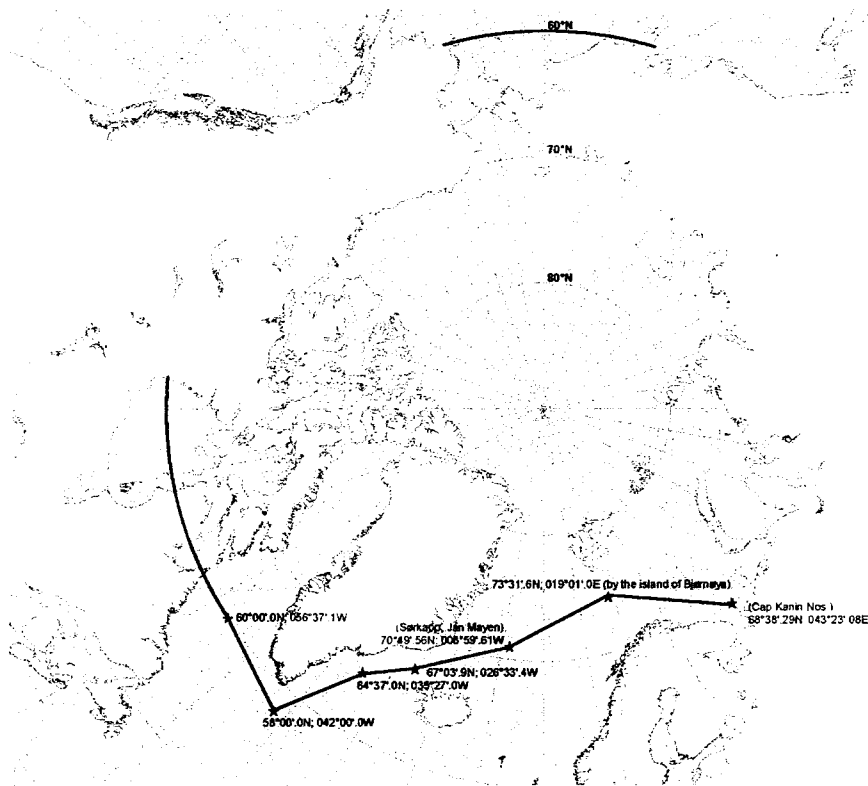 60°N
70°N
80°N
60°00'.0N; 056°37'.1W
73°31'.6N; 019°01'.0E (by the island of Bjørnøya)
(Cap Kanin Nos)
68°38'.29N 043°23'.08E
(Sørkapp, Jan Mayen)
70°49'.56N; 008°59'.61W
67°03'.9N; 026°33'.4W
64°37'.0N; 035°27'.0W
58°00'.0N; 042°00'.0W